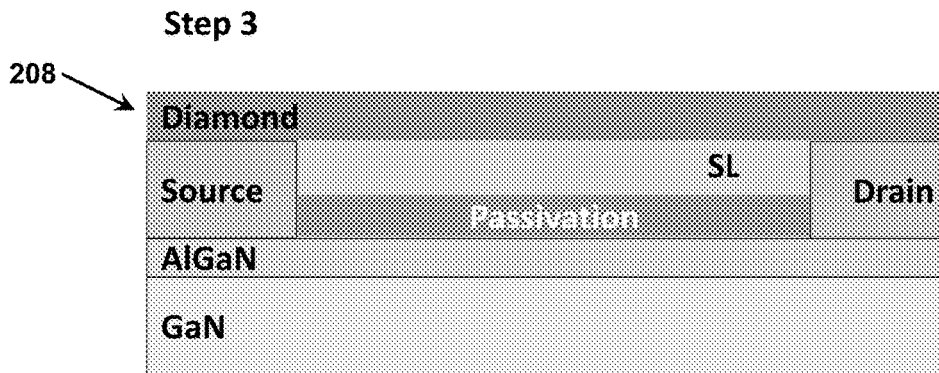 Step 3
208
Diamond
SL
Source
Drain
Passivation
AlGaN
GaN